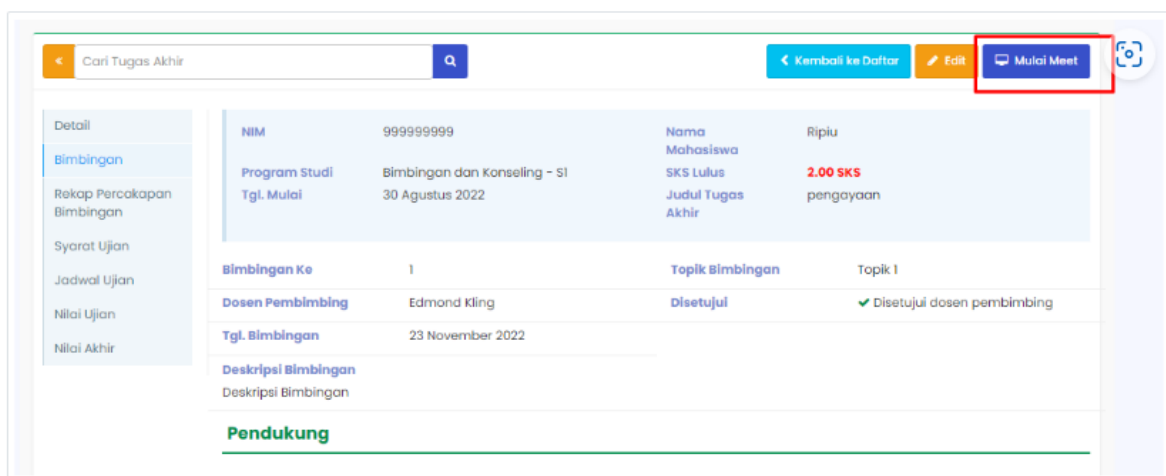 Cari Tugas Akhir
Kembali ke Daftar
Edit
Mulai Meet
Detail
Bimbingan
Rekap Percakapan
Bimbingan
Syarat Ujian
Jadwal Ujian
Nilai Ujian
Nilai Akhir
NIM 999999999 Nama Mahasiswa Ripiu
Program Studi Bimbingan dan Konseling - S1 SKS Lulus 2.00 SKS
Tgl. Mulai 30 Agustus 2022 Judul Tugas Akhir pengayaan
Bimbingan Ke 1 Topik Bimbingan Topik 1
Dosen Pembimbing Edmond Kling Disetujui Disetujui dosen pembimbing
Tgl. Bimbingan 23 November 2022
Deskripsi Bimbingan
Deskripsi Bimbingan
Pendukung